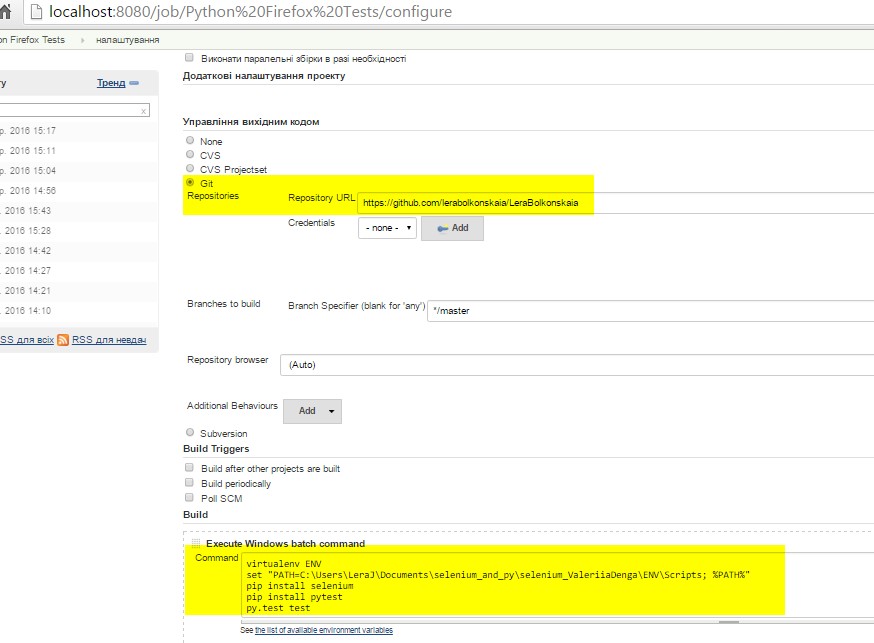 localhost:8080/job/Python%20Firefox%20Tests/configure
on Firefox Tests › налаштування
Виконати паралельні збірки в разі необхідності
Додаткові налаштування проекту
Тренд
x
р. 2016 15:17
р. 2016 15:11
р. 2016 15:04
р. 2016 14:56
. 2016 15:43
. 2016 15:28
. 2016 14:42
. 2016 14:27
. 2016 14:21
. 2016 14:10
SS для всіх RSS для невдач
Управління вихідним кодом
None
CVS
CVS Projectset
Git
Repositories
Repository URL https://github.com/lerabolkonskaia/LeraBolkonskaia
Credentials - none - Add
Branches to build Branch Specifier (blank for 'any') */master
Repository browser (Auto)
Additional Behaviours Add
Subversion
Build Triggers
Build after other projects are built
Build periodically
Poll SCM
Build
Execute Windows batch command
Command
virtualenv ENV
set "PATH=C:\Users\LeraJ\Documents\selenium_and_py\selenium_ValeriiaDenga\ENV\Scripts; %PATH%"
pip install selenium
pip install pytest
py.test test
See the list of available environment variables